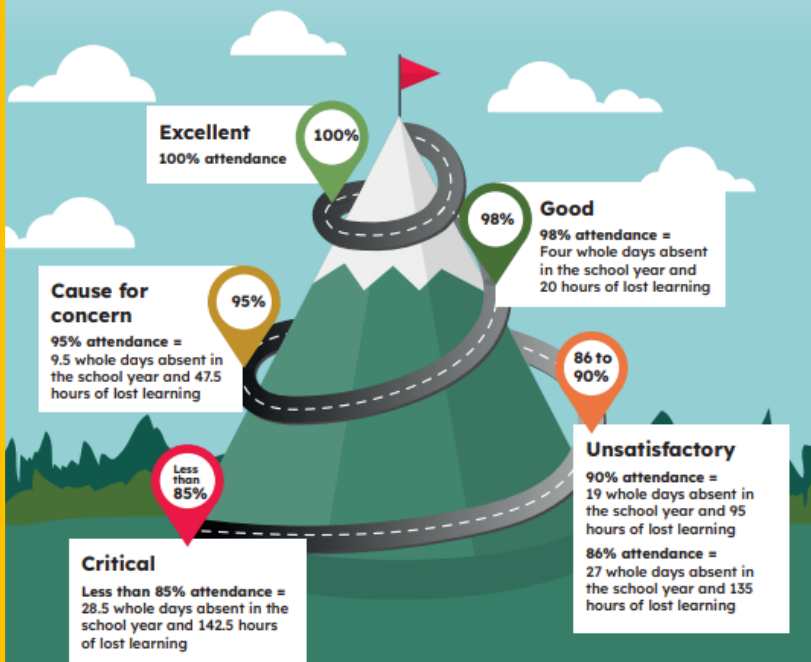 Excellent
100% attendance
100%
98%
Good
98% attendance =
Four whole days absent
in the school year and
20 hours of lost learning
Cause for
concern
95% attendance =
9.5 whole days absent in
the school year and 47.5
hours of lost learning
95%
86 to
90%
Unsatisfactory
90% attendance =
19 whole days absent in
the school year and 95
hours of lost learning
86% attendance =
27 whole days absent in
the school year and 135
hours of lost learning
Less
than
85%
Critical
Less than 85% attendance =
28.5 whole days absent in the
school year and 142.5 hours
of lost learning